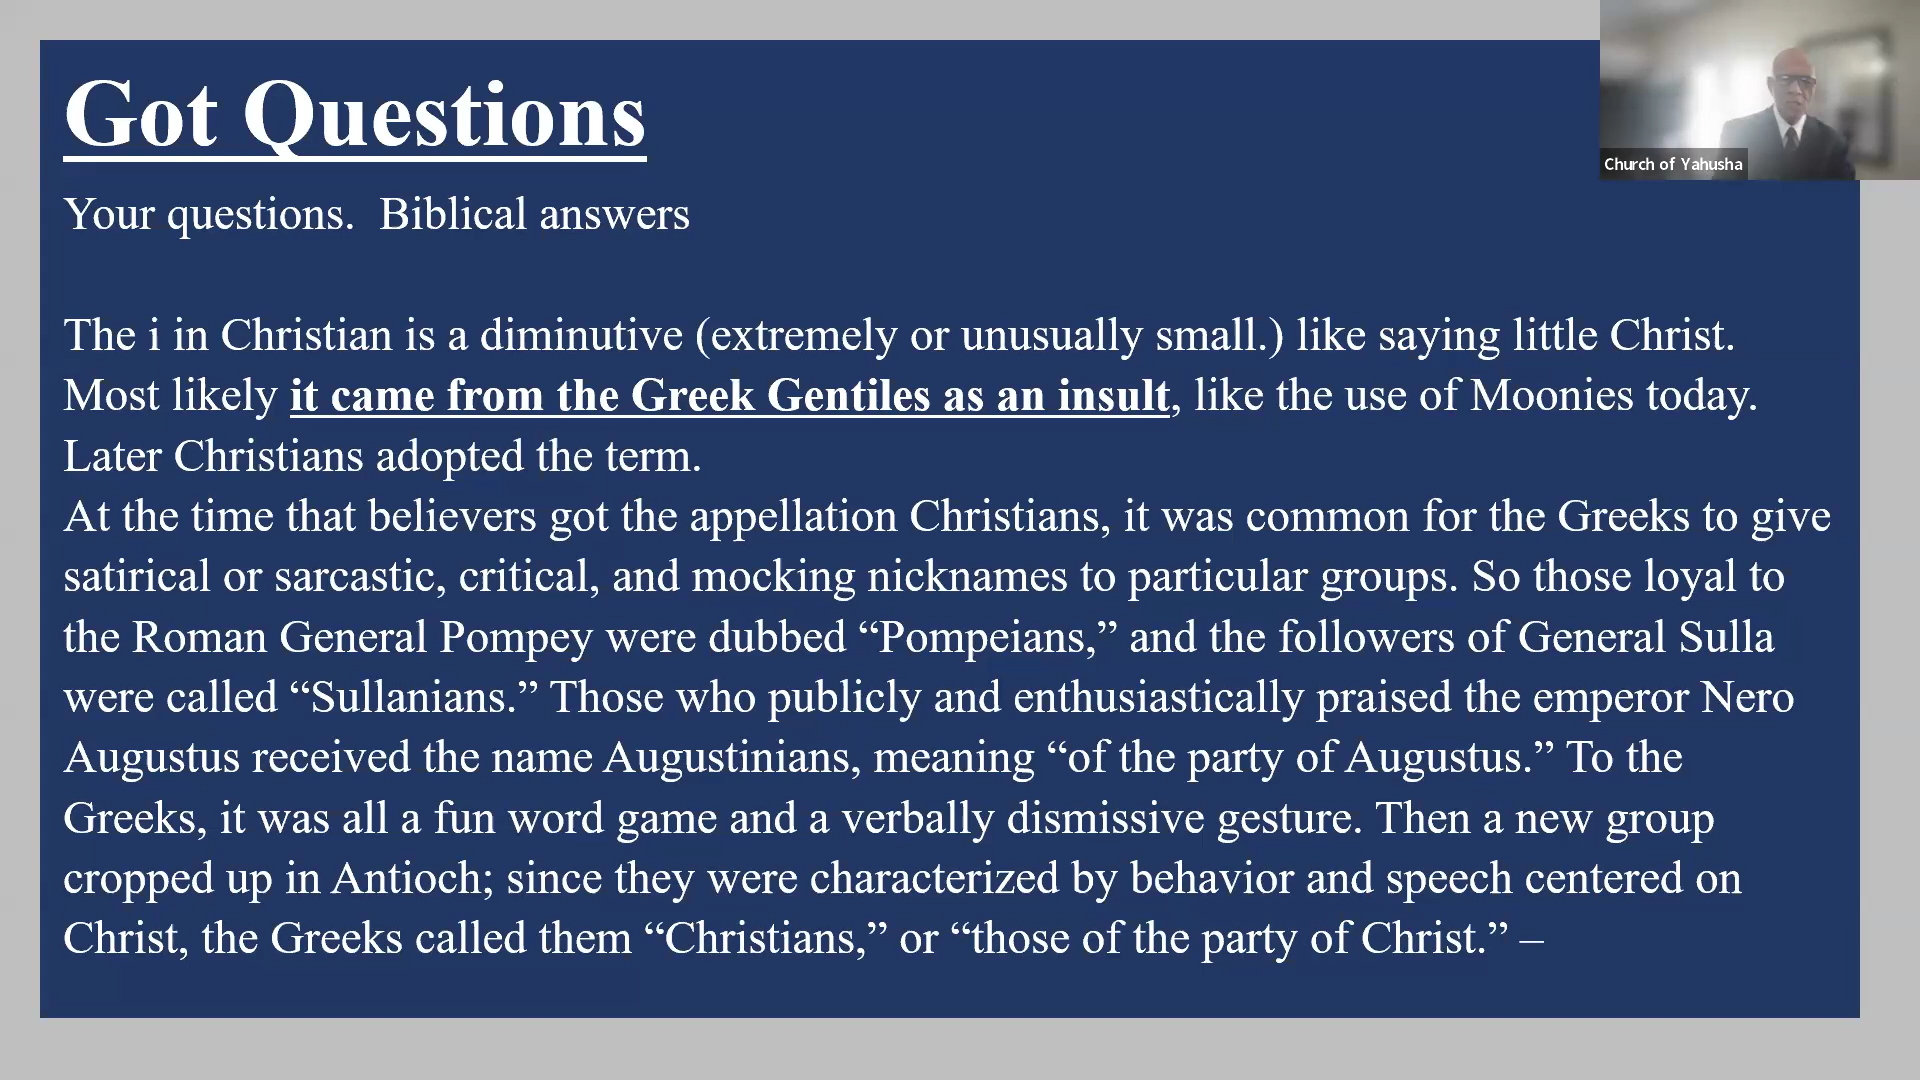 Got Questions
Church of Yahusha
Your questions.  Biblical answers
The i in Christian is a diminutive (extremely or unusually small.) like saying little Christ.
Most likely it came from the Greek Gentiles as an insult, like the use of Moonies today.
Later Christians adopted the term.
At the time that believers got the appellation Christians, it was common for the Greeks to give
satirical or sarcastic, critical, and mocking nicknames to particular groups. So those loyal to
the Roman General Pompey were dubbed “Pompeians,” and the followers of General Sulla
were called “Sullanians.” Those who publicly and enthusiastically praised the emperor Nero
Augustus received the name Augustinians, meaning “of the party of Augustus.” To the
Greeks, it was all a fun word game and a verbally dismissive gesture. Then a new group
cropped up in Antioch; since they were characterized by behavior and speech centered on
Christ, the Greeks called them “Christians,” or “those of the party of Christ.” –